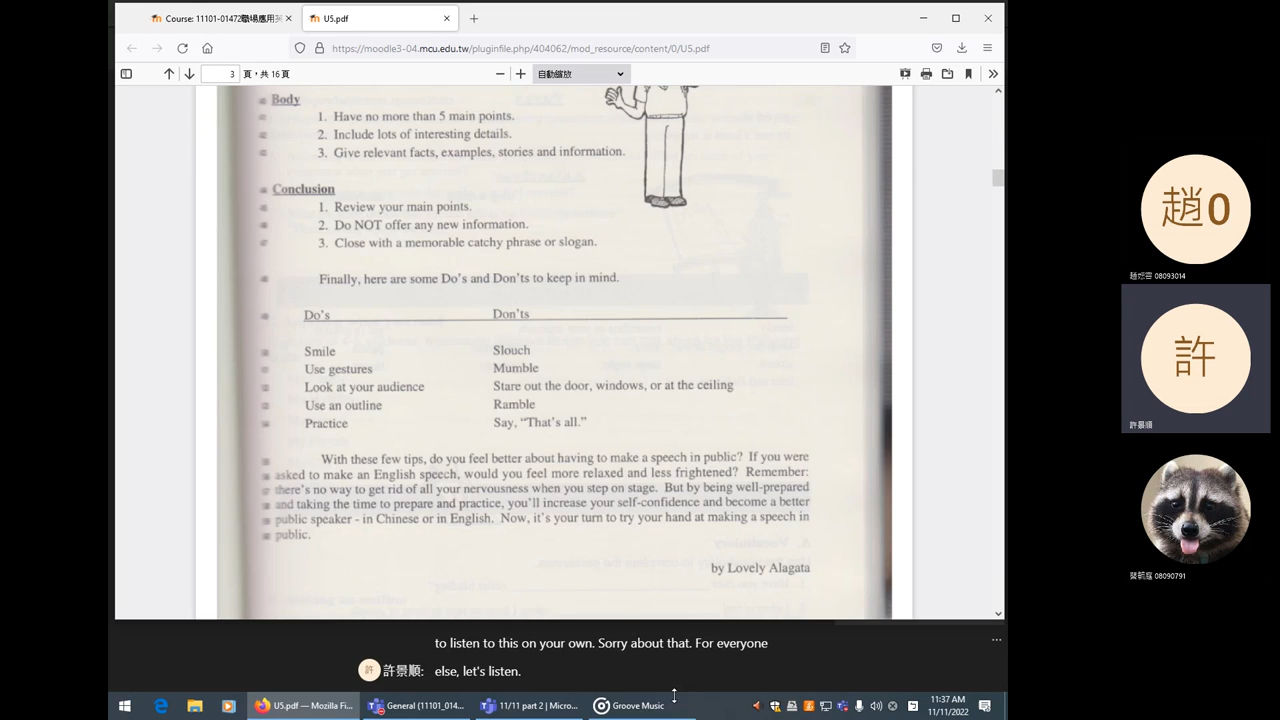 Course: 11101-01472職場應用英
U5.pdf
https://moodle3-04.mcu.edu.tw/pluginfile.php/404062/mod_resource/content/0/U5.pdf
3 頁，共 16 頁
自動縮放
Body
1. Have no more than 5 main points.
2. Include lots of interesting details.
3. Give relevant facts, examples, stories and information.
Conclusion
1. Review your main points.
2. Do NOT offer any new information.
3. Close with a memorable catchy phrase or slogan.
Finally, here are some Do's and Don'ts to keep in mind.
Do's Don'ts
Smile Slouch
Use gestures Mumble
Look at your audience Stare out the door, windows, or at the ceiling
Use an outline Ramble
Practice Say, "That's all."
With these few tips, do you feel better about having to make a speech in public? If you were
asked to make an English speech, would you feel more relaxed and less frightened? Remember:
there's no way to get rid of all your nervousness when you step on stage. But by being well-prepared
and taking the time to prepare and practice, you'll increase your self-confidence and become a better
public speaker - in Chinese or in English. Now, it's your turn to try your hand at making a speech in
public.
by Lovely Alagata
趙0
08093014
許
許景順
08090791
to listen to this on your own. Sorry about that. For everyone
許 許景順: else, let's listen.
U5.pdf — Mozilla Fi...
General (11101_014...
11/11 part 2 | Micro...
Groove Music
11:37 AM
11/11/2022